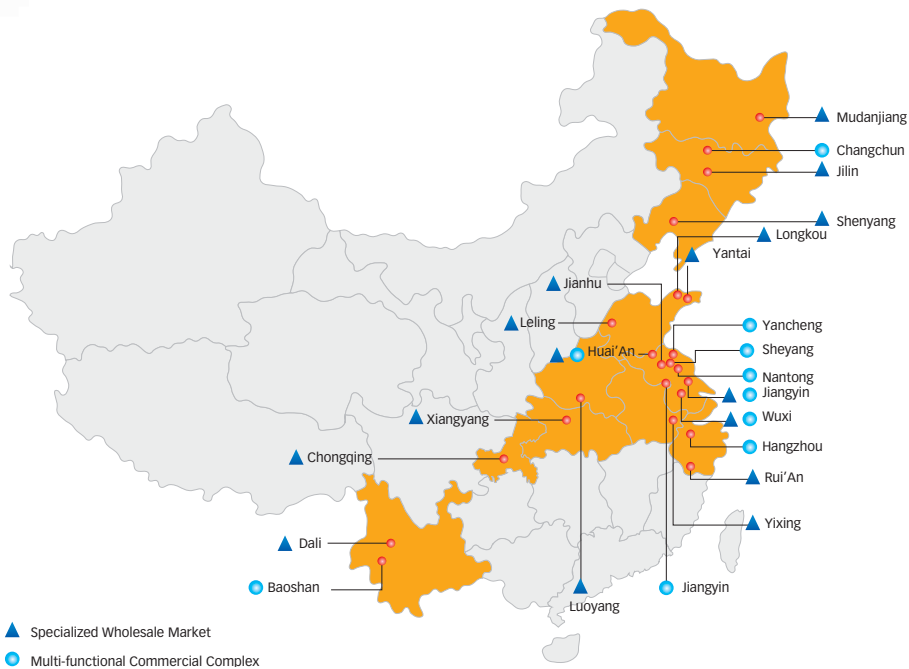 Mudanjiang
Changchun
Jilin
Shenyang
Longkou
Yantai
Jianhu
Leling
Huai'An
Yancheng
Sheyang
Nantong
Jiangyin
Wuxi
Xiangyang
Hangzhou
Chongqing
Rui'An
Yixing
Dali
Baoshan
Luoyang
Jiangyin
Specialized Wholesale Market
Multi-functional Commercial Complex